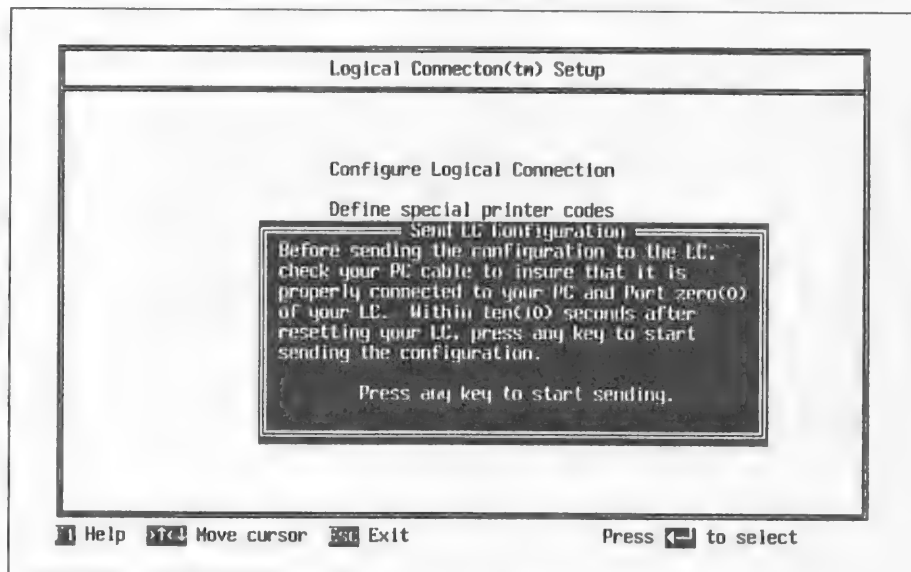 Logical Connecton(tm) Setup
Configure Logical Connection
Define special printer codes
Send LC Configuration
Before sending the configuration to the LC,
check your PC cable to insure that it is
properly connected to your PC and Port zero(0)
of your LC. Within ten(10) seconds after
resetting your LC, press any key to start
sending the configuration.
Press any key to start sending.
Help Move cursor Esc Exit Press to select